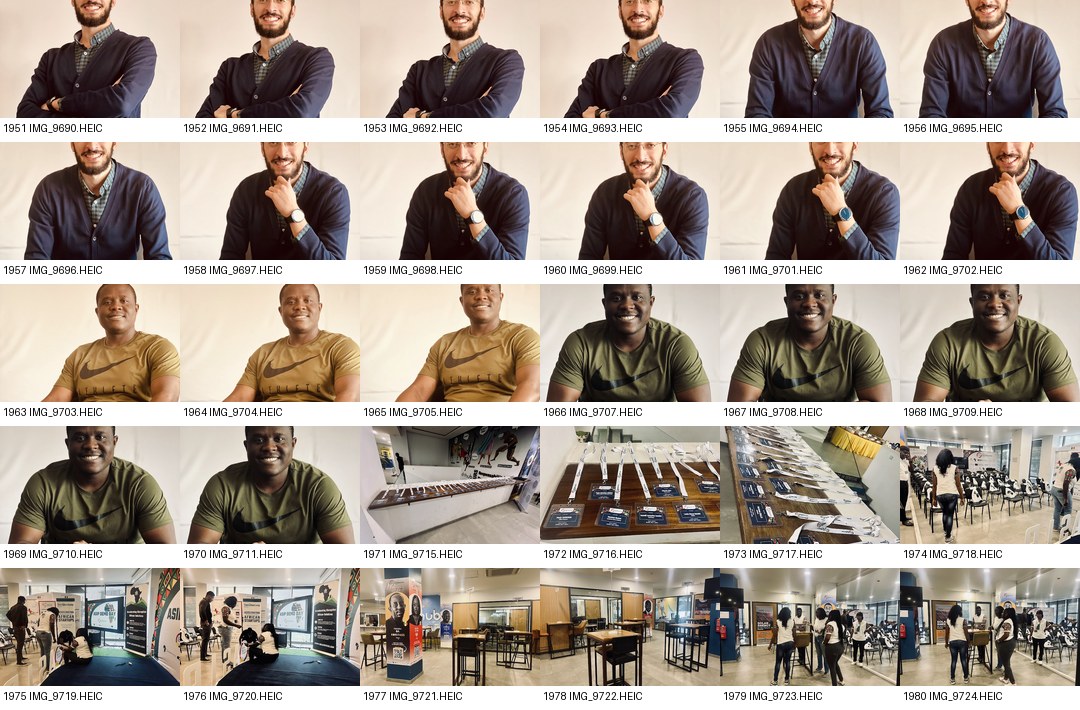 1951 IMG_9690.HEIC
1952 IMG_9691.HEIC
1953 IMG_9692.HEIC
1954 IMG_9693.HEIC
1955 IMG_9694.HEIC
1956 IMG_9695.HEIC
1957 IMG_9696.HEIC
1958 IMG_9697.HEIC
1959 IMG_9698.HEIC
1960 IMG_9699.HEIC
1961 IMG_9701.HEIC
1962 IMG_9702.HEIC
1963 IMG_9703.HEIC
1964 IMG_9704.HEIC
1965 IMG_9705.HEIC
1966 IMG_9707.HEIC
1967 IMG_9708.HEIC
1968 IMG_9709.HEIC
1969 IMG_9710.HEIC
1970 IMG_9711.HEIC
1971 IMG_9715.HEIC
1972 IMG_9716.HEIC
1973 IMG_9717.HEIC
1974 IMG_9718.HEIC
ASI
1975 IMG_9719.HEIC
1976 IMG_9720.HEIC
1977 IMG_9721.HEIC
1978 IMG_9722.HEIC
1979 IMG_9723.HEIC
1980 IMG_9724.HEIC